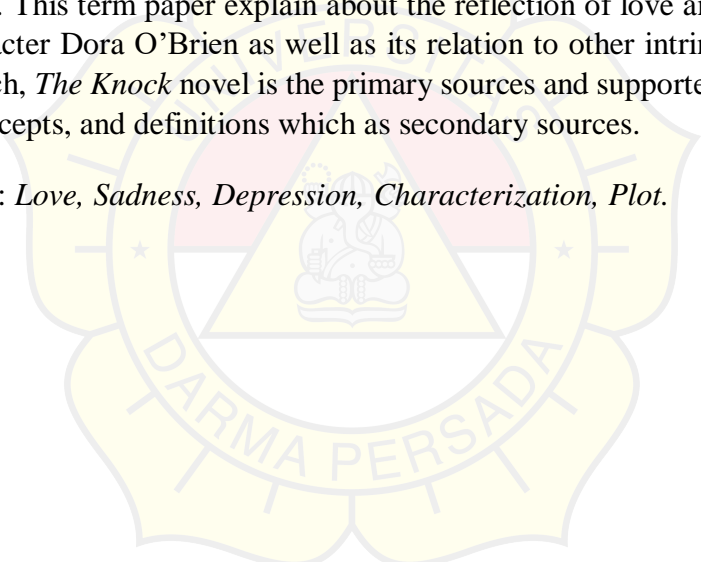 . This term paper explain about the reflection of love an
acter Dora O’Brien as well as its relation to other intrin
ch, The Knock novel is the primary sources and supporte
cepts, and definitions which as secondary sources.
: Love, Sadness, Depression, Characterization, Plot.
UNIVERSITAS
DARMA PERSADA